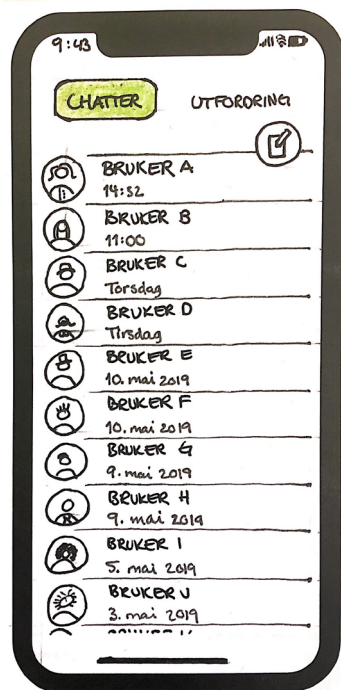 9:43
CHATTER UTFORDRING
BRUKER A
14:52
BRUKER B
11:00
BRUKER C
Torsdag
BRUKER D
Tirsdag
BRUKER E
10. mai 2019
BRUKER F
10. mai 2019
BRUKER G
9. mai 2019
BRUKER H
9. mai 2019
BRUKER I
5. mai 2019
BRUKER J
3. mai 2019